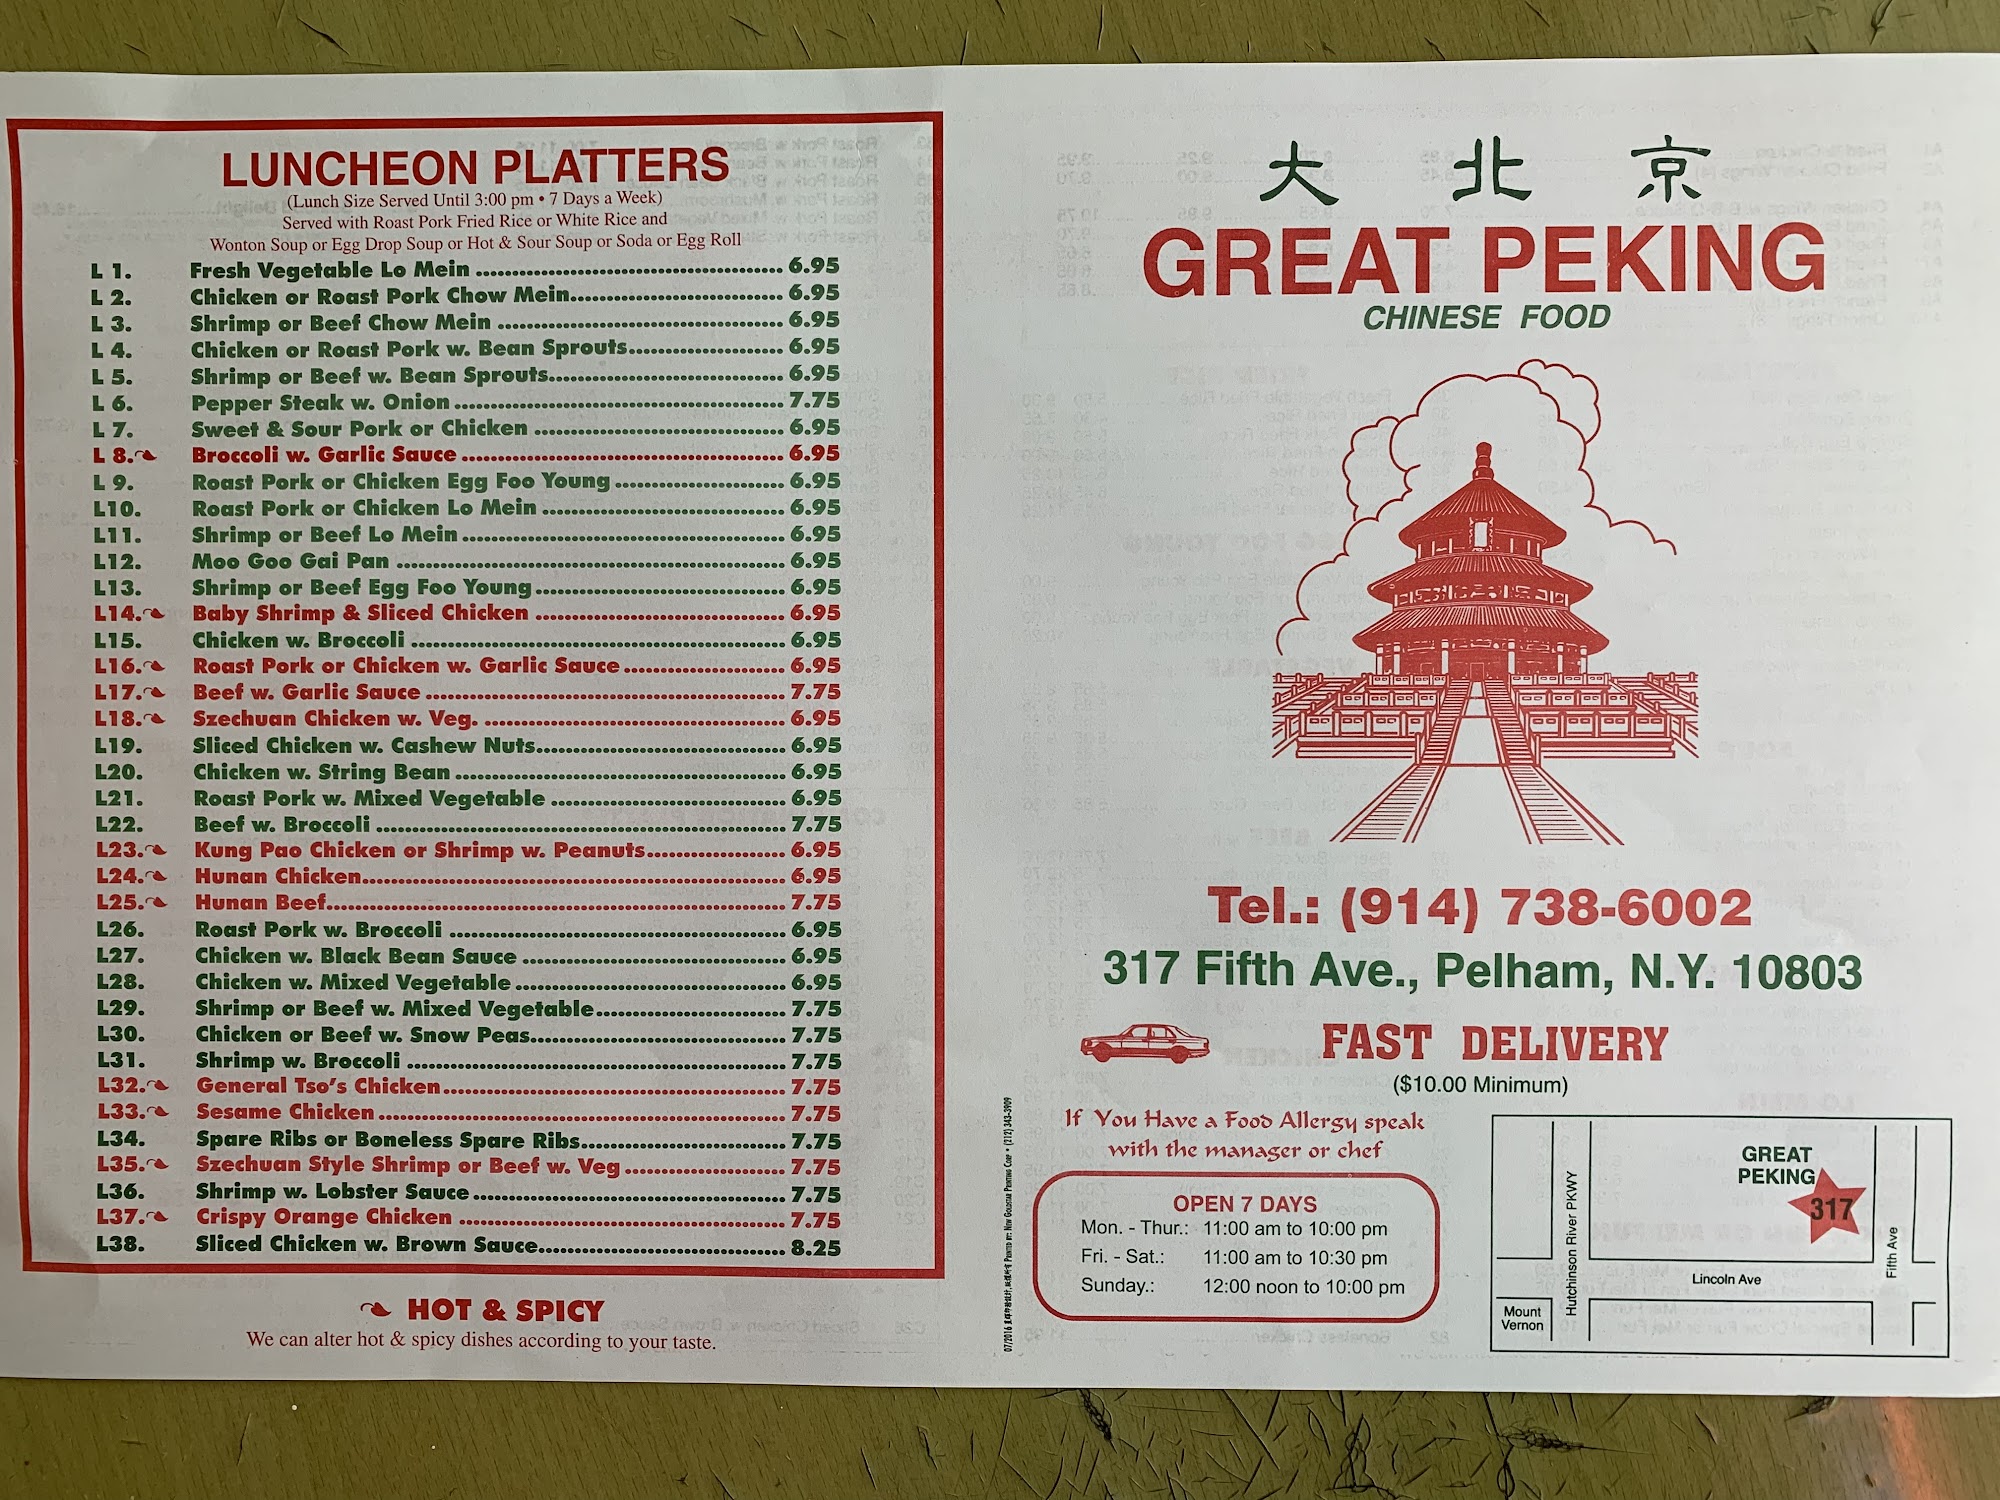 LUNCHEON PLATTERS
(Lunch Size Served Until 3:00 pm • 7 Days a Week)
Served with Roast Pork Fried Rice or White Rice and
Wonton Soup or Egg Drop Soup or Hot & Sour Soup or Soda or Egg Roll
L 1. Fresh Vegetable Lo Mein 6.95
L 2. Chicken or Roast Pork Chow Mein 6.95
L 3. Shrimp or Beef Chow Mein 6.95
L 4. Chicken or Roast Pork w. Bean Sprouts 6.95
L 5. Shrimp or Beef w. Bean Sprouts 6.95
L 6. Pepper Steak w. Onion 7.75
L 7. Sweet & Sour Pork or Chicken 6.95
L 8. Broccoli w. Garlic Sauce 6.95
L 9. Roast Pork or Chicken Egg Foo Young 6.95
L10. Roast Pork or Chicken Lo Mein 6.95
L11. Shrimp or Beef Lo Mein 6.95
L12. Moo Goo Gai Pan 6.95
L13. Shrimp or Beef Egg Foo Young 6.95
L14. Baby Shrimp & Sliced Chicken 6.95
L15. Chicken w. Broccoli 6.95
L16. Roast Pork or Chicken w. Garlic Sauce 6.95
L17. Beef w. Garlic Sauce 7.75
L18. Szechuan Chicken w. Veg. 6.95
L19. Sliced Chicken w. Cashew Nuts 6.95
L20. Chicken w. String Bean 6.95
L21. Roast Pork w. Mixed Vegetable 6.95
L22. Beef w. Broccoli 7.75
L23. Kung Pao Chicken or Shrimp w. Peanuts 6.95
L24. Hunan Chicken 6.95
L25. Hunan Beef 7.75
L26. Roast Pork w. Broccoli 6.95
L27. Chicken w. Black Bean Sauce 6.95
L28. Chicken w. Mixed Vegetable 6.95
L29. Shrimp or Beef w. Mixed Vegetable 7.75
L30. Chicken or Beef w. Snow Peas 7.75
L31. Shrimp w. Broccoli 7.75
L32. General Tso's Chicken 7.75
L33. Sesame Chicken 7.75
L34. Spare Ribs or Boneless Spare Ribs 7.75
L35. Szechuan Style Shrimp or Beef w. Veg 7.75
L36. Shrimp w. Lobster Sauce 7.75
L37. Crispy Orange Chicken 7.75
L38. Sliced Chicken w. Brown Sauce 8.25
HOT & SPICY
We can alter hot & spicy dishes according to your taste.
大 北 京
GREAT PEKING
CHINESE FOOD
Tel.: (914) 738-6002
317 Fifth Ave., Pelham, N.Y. 10803
FAST DELIVERY
($10.00 Minimum)
If You Have a Food Allergy speak
with the manager or chef
OPEN 7 DAYS
Mon. - Thur.: 11:00 am to 10:00 pm
Fri. - Sat.: 11:00 am to 10:30 pm
Sunday.: 12:00 noon to 10:00 pm
07/2016 Printed by: New Goldstar Printing Corp • (212) 343-3909
GREAT
PEKING
317
Hutchinson River PKWY
Fifth Ave
Lincoln Ave
Mount
Vernon